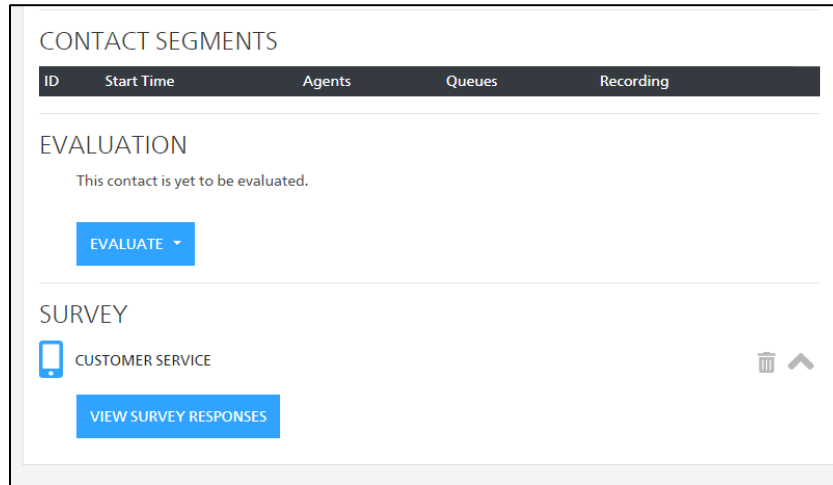 CONTACT SEGMENTS
ID Start Time Agents Queues Recording
EVALUATION
This contact is yet to be evaluated.
EVALUATE
SURVEY
CUSTOMER SERVICE
VIEW SURVEY RESPONSES